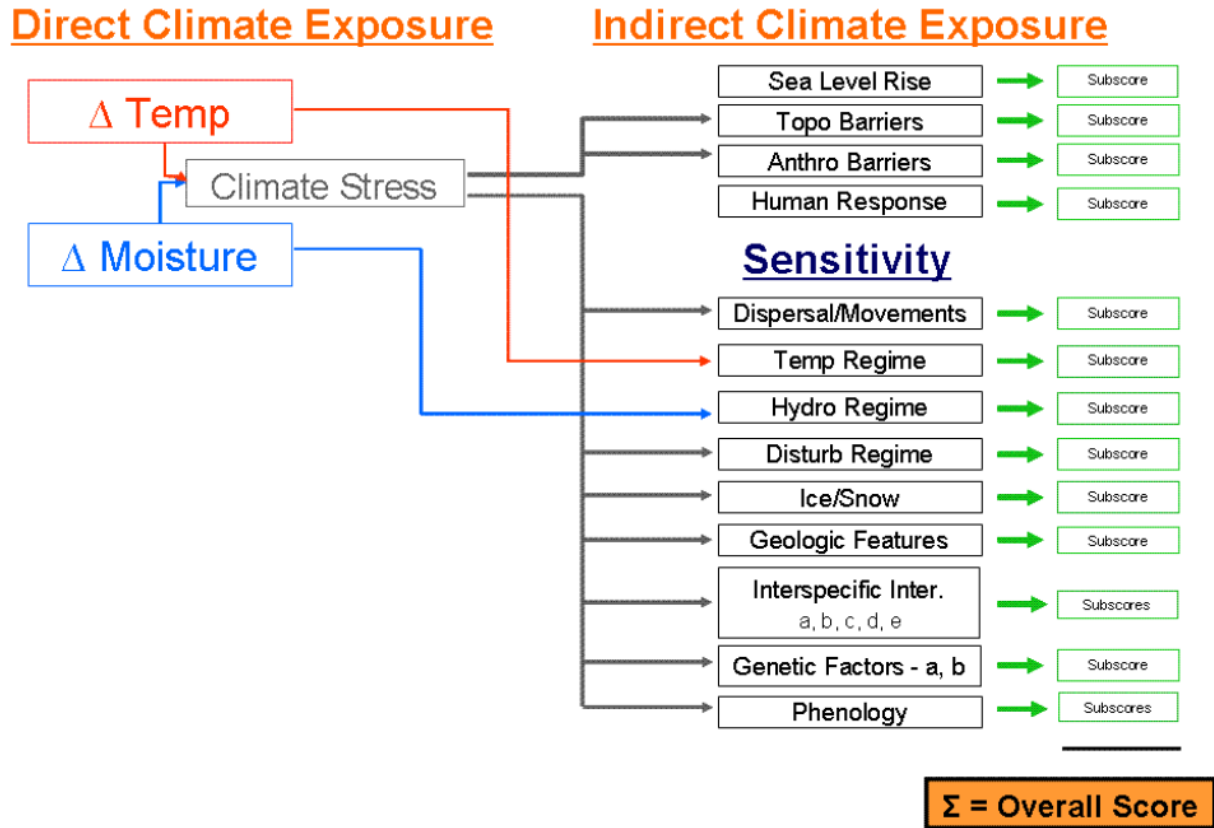 Direct Climate Exposure
Indirect Climate Exposure
Δ Temp
Climate Stress
Δ Moisture
Sea Level Rise
Subscore
Topo Barriers
Subscore
Anthro Barriers
Subscore
Human Response
Subscore
Sensitivity
Dispersal/Movements
Subscore
Temp Regime
Subscore
Hydro Regime
Subscore
Disturb Regime
Subscore
Ice/Snow
Subscore
Geologic Features
Subscore
Interspecific Inter.
a, b, c, d, e
Subscores
Genetic Factors - a, b
Subscore
Phenology
Subscores
Σ = Overall Score